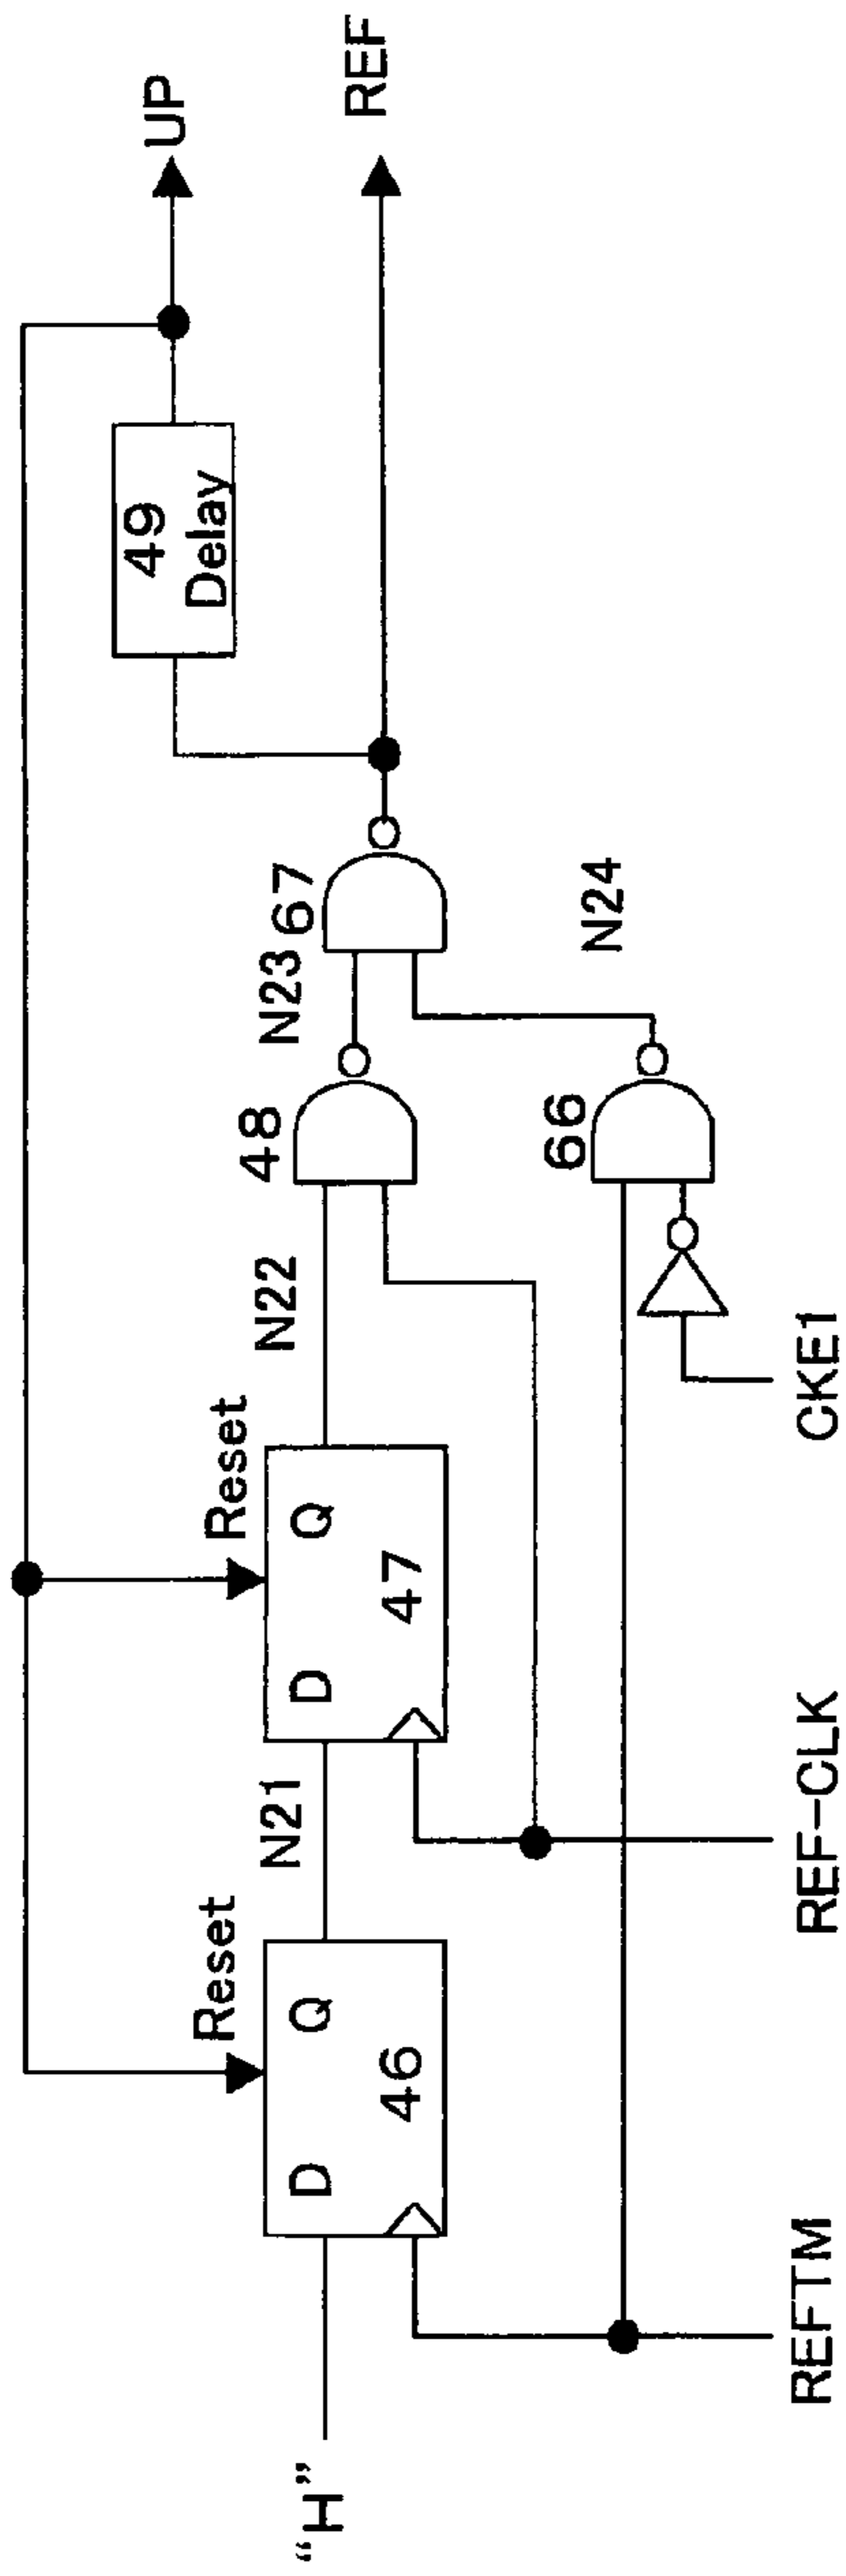 UP
REF
49
Delay
67
N23
N24
48
66
N22
Reset
Q
47
D
CKE1
N21
REF-CLK
Reset
Q
46
D
REFTM
“H”